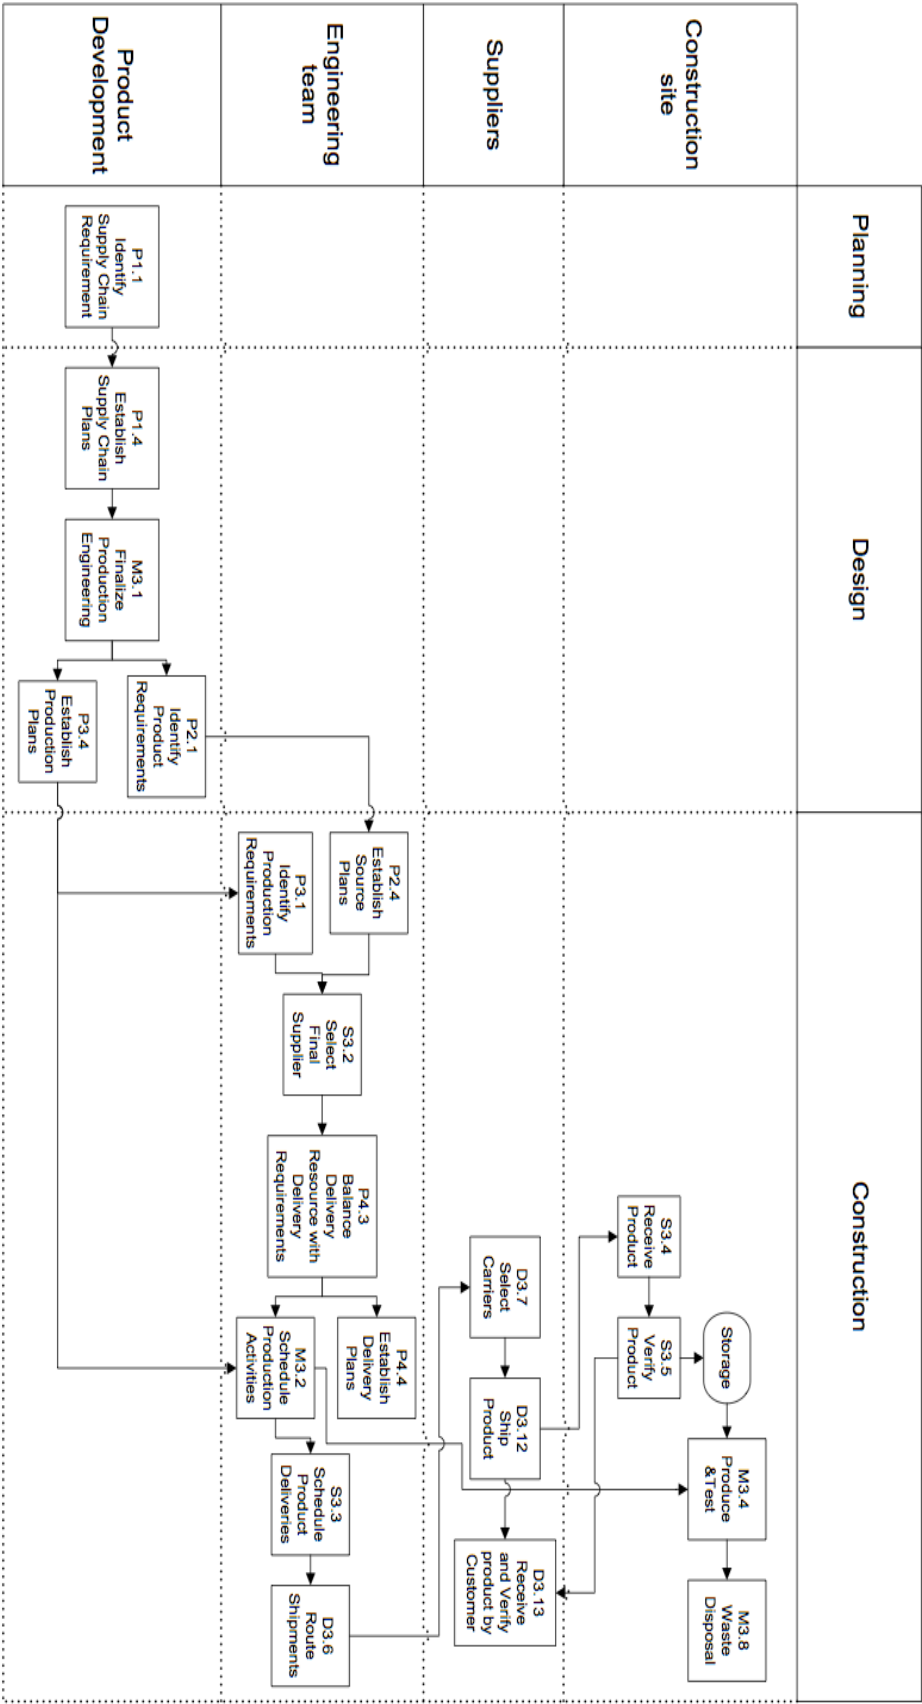 Planning
Design
Construction
Construction
site
Suppliers
Engineering
team
Product
Development
S3.4
Receive
Product
S3.5
Verify
Product
Storage
M3.4
Produce
&Test
M3.8
Waste
Disposal
D3.7
Select
Carriers
D3.12
Ship
Product
D3.13
Receive
and Verify
product by
Customer
P2.4
Establish
Source
Plans
P3.1
Identify
Production
Requirements
S3.2
Select
Final
Supplier
P4.3
Balance
Delivery
Resource with
Delivery
Requirements
P4.4
Establish
Delivery
Plans
M3.2
Schedule
Production
Activities
S3.3
Schedule
Product
Deliveries
D3.6
Route
Shipments
P1.1
Identify
Supply Chain
Requirement
P1.4
Establish
Supply Chain
Plans
M3.1
Finalize
Production
Engineering
P2.1
Identify
Product
Requirements
P3.4
Establish
Production
Plans